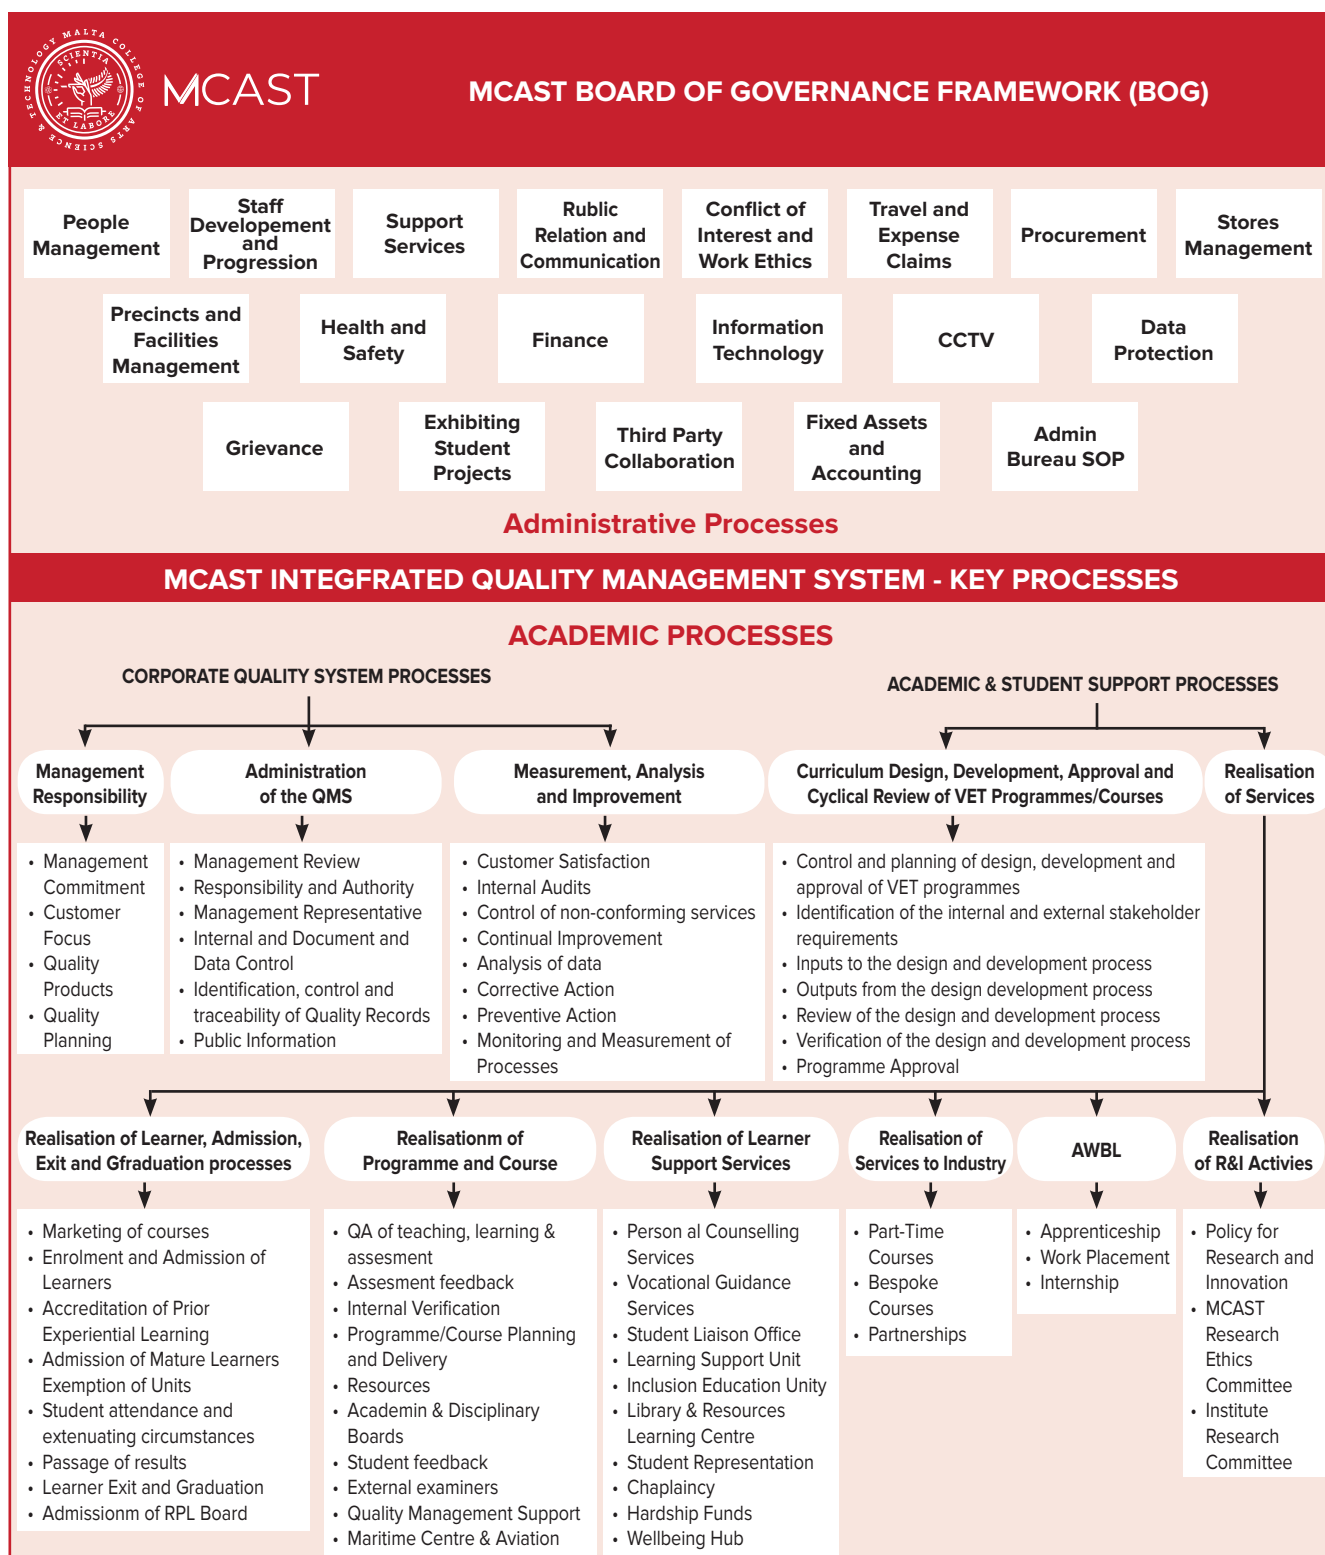 MALTA COLLEGE OF ARTS SCIENCE & TECHNOLOGY
SCIENTIA
ET LABORE
MCAST
MCAST BOARD OF GOVERNANCE FRAMEWORK (BOG)
People
Management
Staff
Developement
and
Progression
Support
Services
Rublic
Relation and
Communication
Conflict of
Interest and
Work Ethics
Travel and
Expense
Claims
Procurement
Stores
Management
Precincts and
Facilities
Management
Health and
Safety
Finance
Information
Technology
CCTV
Data
Protection
Grievance
Exhibiting
Student
Projects
Third Party
Collaboration
Fixed Assets
and
Accounting
Admin
Bureau SOP
Administrative Processes
MCAST INTEGFRATED QUALITY MANAGEMENT SYSTEM - KEY PROCESSES
ACADEMIC PROCESSES
CORPORATE QUALITY SYSTEM PROCESSES
ACADEMIC & STUDENT SUPPORT PROCESSES
Management
Responsibility
Administration
of the QMS
Measurement, Analysis
and Improvement
Curriculum Design, Development, Approval and
Cyclical Review of VET Programmes/Courses
Realisation
of Services
• Management
Commitment
• Customer
Focus
• Quality
Products
• Quality
Planning
• Management Review
• Responsibility and Authority
• Management Representative
• Internal and Document and
Data Control
• Identification, control and
traceability of Quality Records
• Public Information
• Customer Satisfaction
• Internal Audits
• Control of non-conforming services
• Continual Improvement
• Analysis of data
• Corrective Action
• Preventive Action
• Monitoring and Measurement of
Processes
• Control and planning of design, development and
approval of VET programmes
• Identification of the internal and external stakeholder
requirements
• Inputs to the design and development process
• Outputs from the design development process
• Review of the design and development process
• Verification of the design and development process
• Programme Approval
Realisation of Learner, Admission,
Exit and Gfraduation processes
Realisationm of
Programme and Course
Realisation of Learner
Support Services
Realisation of
Services to Industry
AWBL
Realisation
of R&I Activies
• Marketing of courses
• Enrolment and Admission of
Learners
• Accreditation of Prior
Experiential Learning
• Admission of Mature Learners
Exemption of Units
• Student attendance and
extenuating circumstances
• Passage of results
• Learner Exit and Graduation
• Admissionm of RPL Board
• QA of teaching, learning &
assesment
• Assesment feedback
• Internal Verification
• Programme/Course Planning
and Delivery
• Resources
• Academin & Disciplinary
Boards
• Student feedback
• External examiners
• Quality Management Support
• Maritime Centre & Aviation
• Person al Counselling
Services
• Vocational Guidance
Services
• Student Liaison Office
• Learning Support Unit
• Inclusion Education Unity
• Library & Resources
Learning Centre
• Student Representation
• Chaplaincy
• Hardship Funds
• Wellbeing Hub
• Part-Time
Courses
• Bespoke
Courses
• Partnerships
• Apprenticeship
• Work Placement
• Internship
• Policy for
Research and
Innovation
• MCAST
Research
Ethics
Committee
• Institute
Research
Committee